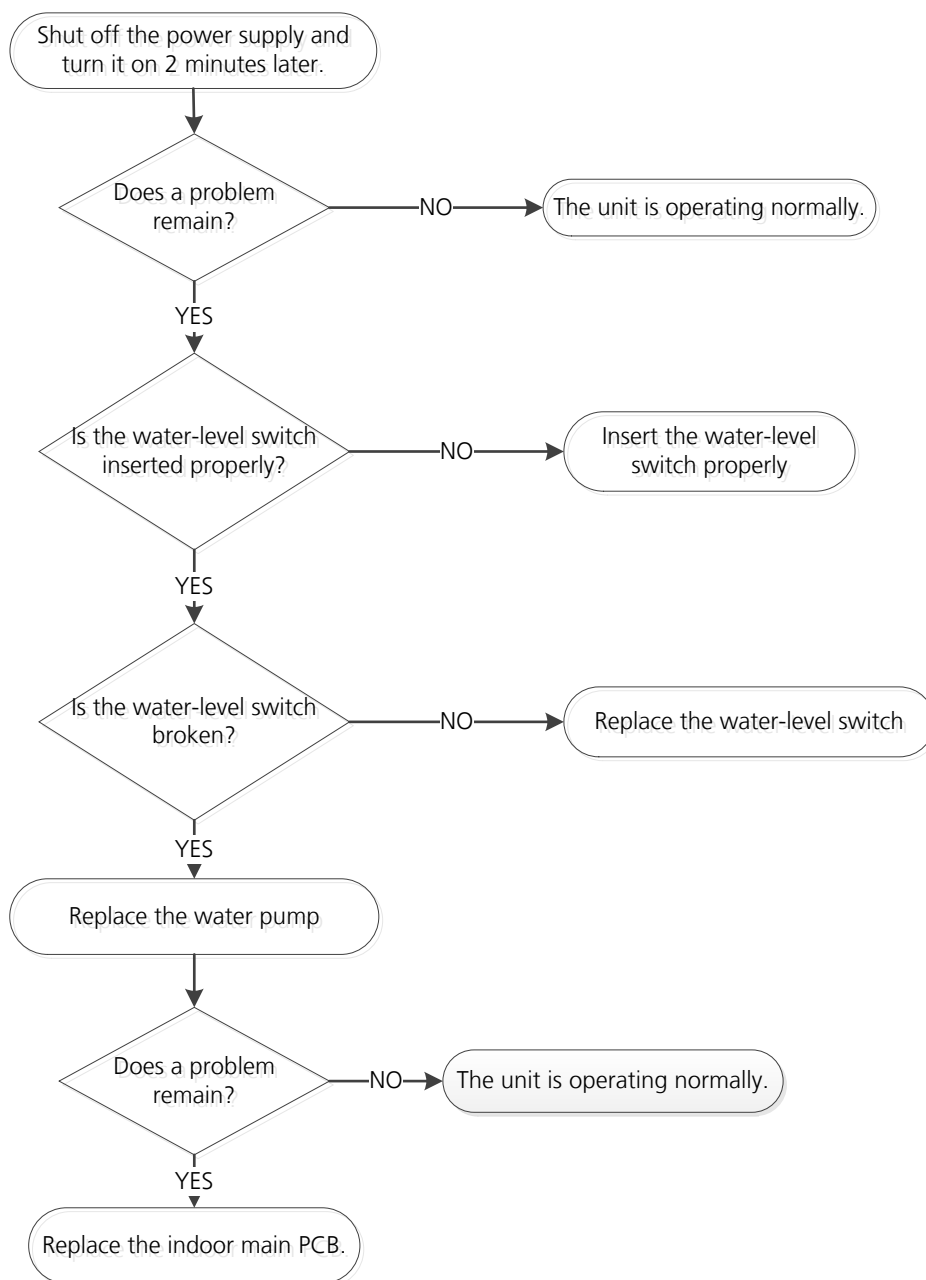 Shut off the power supply and
turn it on 2 minutes later.
Does a problem
remain?
NO
The unit is operating normally.
YES
Is the water-level switch
inserted properly?
NO
Insert the water-level
switch properly
YES
Is the water-level switch
broken?
NO
Replace the water-level switch
YES
Replace the water pump
Does a problem
remain?
NO
The unit is operating normally.
YES
Replace the indoor main PCB.